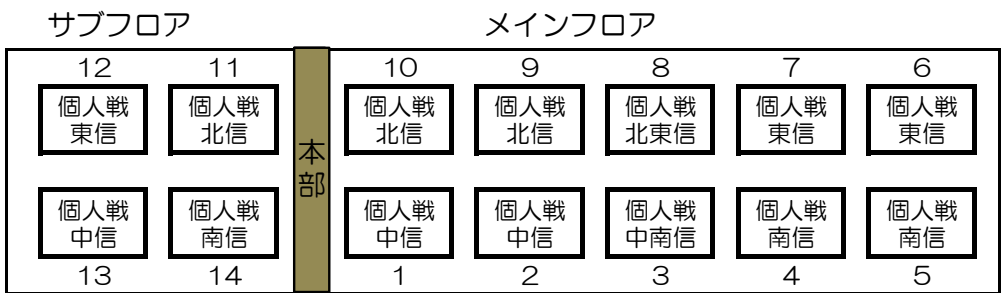 サブフロア メインフロア
12 11 10 9 8 7 6
個人戦 個人戦 個人戦 個人戦 個人戦 個人戦 個人戦
東信 北信 北信 北信 北東信 東信 東信
本部
個人戦 個人戦 個人戦 個人戦 個人戦 個人戦 個人戦
中信 南信 中信 中信 中南信 南信 南信
13 14 1 2 3 4 5